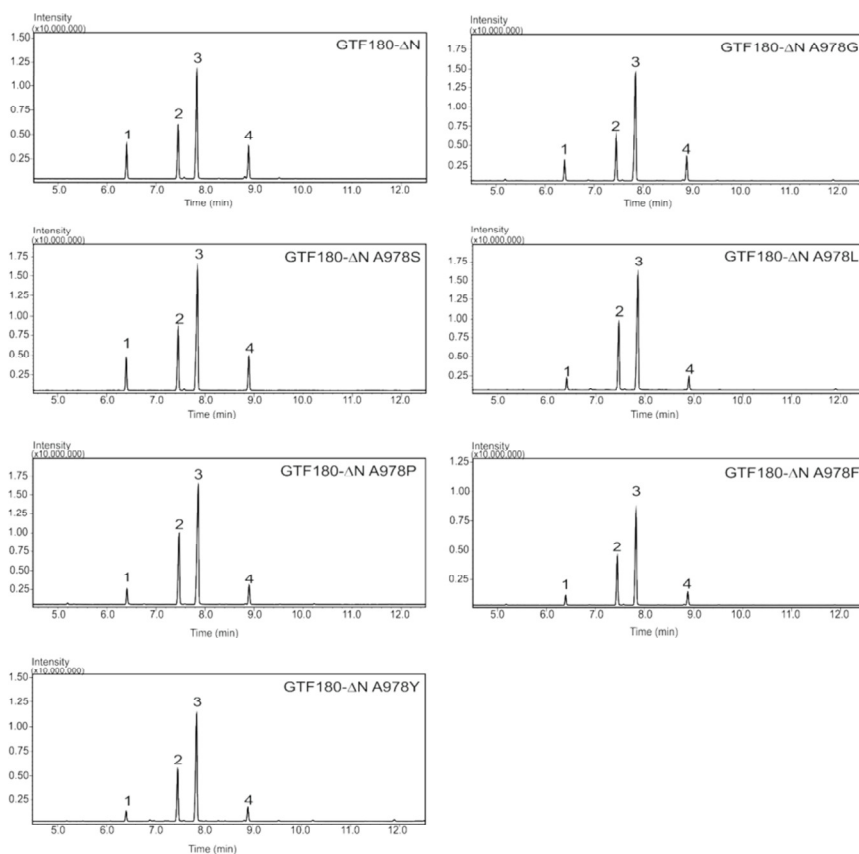 Intensity
(x10,000,000)
GTF180-ΔN
1.50
1.25
1.00
0.75
0.50
0.25
1
2
3
4
5.0 6.0 7.0 8.0 9.0 10.0 11.0 12.0
Time (min)
Intensity
(x10,000,000)
GTF180-ΔN A978G
1.75
1.50
1.25
1.00
0.75
0.50
0.25
1
2
3
4
5.0 6.0 7.0 8.0 9.0 10.0 11.0 12.0
Time (min)
Intensity
(x10,000,000)
GTF180-ΔN A978S
1.75
1.50
1.25
1.00
0.75
0.50
0.25
1
2
3
4
5.0 6.0 7.0 8.0 9.0 10.0 11.0 12.0
Time (min)
Intensity
(x10,000,000)
GTF180-ΔN A978L
1.75
1.50
1.25
1.00
0.75
0.50
0.25
1
2
3
4
5.0 6.0 7.0 8.0 9.0 10.0 11.0 12.0
Time (min)
Intensity
(x10,000,000)
GTF180-ΔN A978P
1.75
1.50
1.25
1.00
0.75
0.50
0.25
1
2
3
4
5.0 6.0 7.0 8.0 9.0 10.0 11.0 12.0
Time (min)
Intensity
(x10,000,000)
GTF180-ΔN A978F
1.25
1.00
0.75
0.50
0.25
1
2
3
4
5.0 6.0 7.0 8.0 9.0 10.0 11.0 12.0
Time (min)
Intensity
(x10,000,000)
GTF180-ΔN A978Y
1.50
1.25
1.00
0.75
0.50
0.25
1
2
3
4
5.0 6.0 7.0 8.0 9.0 10.0 11.0 12.0
Time (min)